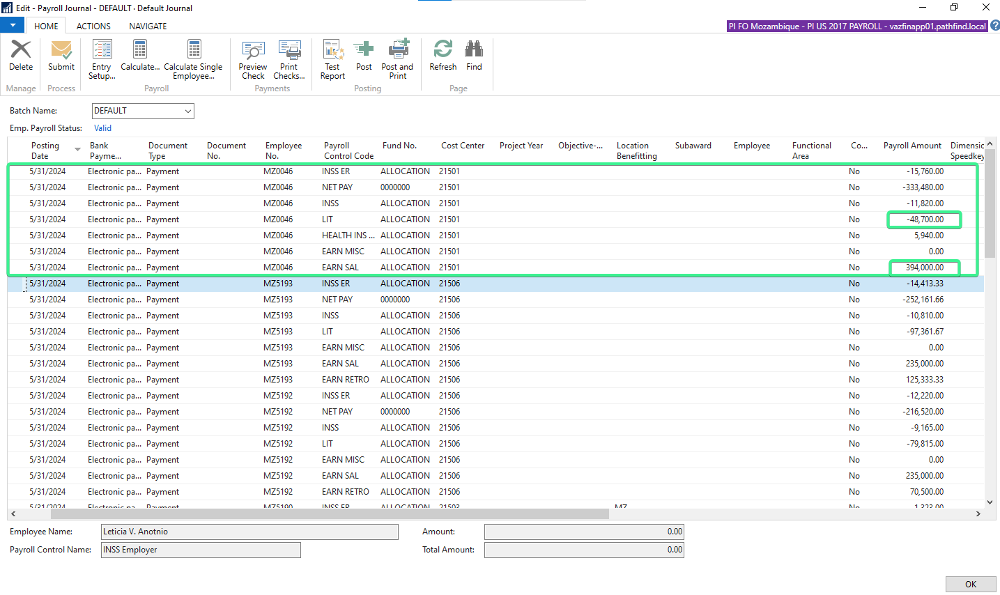 Edit - Payroll Journal - DEFAULT · Default Journal
HOME ACTIONS NAVIGATE
PI FO Mozambique - PI US 2017 PAYROLL - vazfinapp01.pathfind.local
Delete Submit Entry Setup... Calculate... Calculate Single Employee... Preview Check Print Checks... Test Report Post Post and Print Refresh Find
Manage Process Payroll Payments Posting Page
Batch Name: DEFAULT
Emp. Payroll Status: Valid
Posting Date Bank Payme... Document Type Document No. Employee No. Payroll Control Code Fund No. Cost Center Project Year Objective-... Location Benefitting Subaward Employee Functional Area Co... Payroll Amount Dimensic Speedkey
5/31/2024 Electronic pa... Payment MZ0046 INSS ER ALLOCATION 21501 No -15,760.00
5/31/2024 Electronic pa... Payment MZ0046 NET PAY 0000000 21501 No -333,480.00
5/31/2024 Electronic pa... Payment MZ0046 INSS ALLOCATION 21501 No -11,820.00
5/31/2024 Electronic pa... Payment MZ0046 LIT ALLOCATION 21501 No -48,700.00
5/31/2024 Electronic pa... Payment MZ0046 HEALTH INS ... ALLOCATION 21501 No 5,940.00
5/31/2024 Electronic pa... Payment MZ0046 EARN MISC ALLOCATION 21501 No 0.00
5/31/2024 Electronic pa... Payment MZ0046 EARN SAL ALLOCATION 21501 No 394,000.00
5/31/2024 Electronic pa... Payment MZ5193 INSS ER ALLOCATION 21506 No -14,413.33
5/31/2024 Electronic pa... Payment MZ5193 NET PAY 0000000 21506 No -252,161.66
5/31/2024 Electronic pa... Payment MZ5193 INSS ALLOCATION 21506 No -10,810.00
5/31/2024 Electronic pa... Payment MZ5193 LIT ALLOCATION 21506 No -97,361.67
5/31/2024 Electronic pa... Payment MZ5193 EARN MISC ALLOCATION 21506 No 0.00
5/31/2024 Electronic pa... Payment MZ5193 EARN SAL ALLOCATION 21506 No 235,000.00
5/31/2024 Electronic pa... Payment MZ5193 EARN RETRO ALLOCATION 21506 No 125,333.33
5/31/2024 Electronic pa... Payment MZ5192 INSS ER ALLOCATION 21506 No -12,220.00
5/31/2024 Electronic pa... Payment MZ5192 NET PAY 0000000 21506 No -216,520.00
5/31/2024 Electronic pa... Payment MZ5192 INSS ALLOCATION 21506 No -9,165.00
5/31/2024 Electronic pa... Payment MZ5192 LIT ALLOCATION 21506 No -79,815.00
5/31/2024 Electronic pa... Payment MZ5192 EARN MISC ALLOCATION 21506 No 0.00
5/31/2024 Electronic pa... Payment MZ5192 EARN SAL ALLOCATION 21506 No 235,000.00
5/31/2024 Electronic pa... Payment MZ5192 EARN RETRO ALLOCATION 21506 No 70,500.00
5/31/2024 Electronic pa... Payment INSS ER ALLOCATION MZ No
Employee Name: Leticia V. Anotnio Amount: 0.00
Payroll Control Name: INSS Employer Total Amount: 0.00
OK